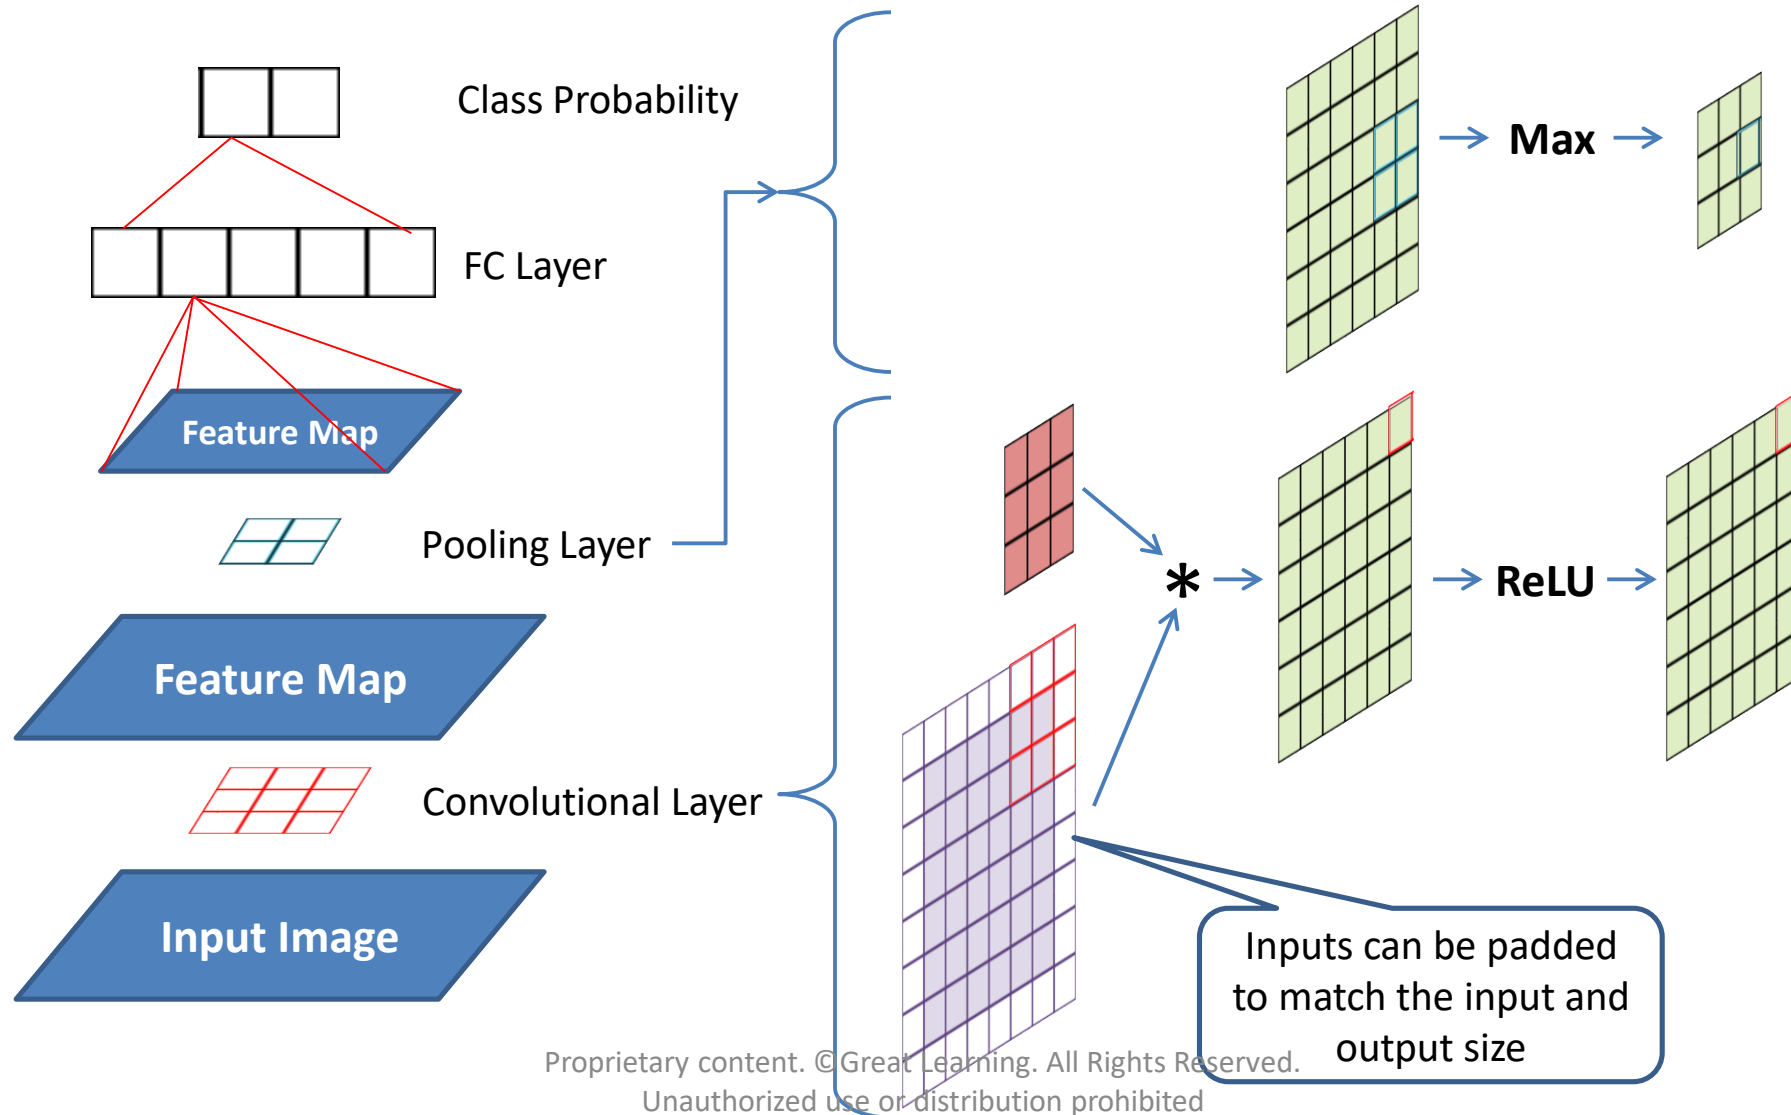 Class Probability
FC Layer
Feature Map
Pooling Layer
Feature Map
Convolutional Layer
Input Image
Max
*
ReLU
Inputs can be padded
to match the input and
output size
Proprietary content. ©Great Learning. All Rights Reserved.
Unauthorized use or distribution prohibited